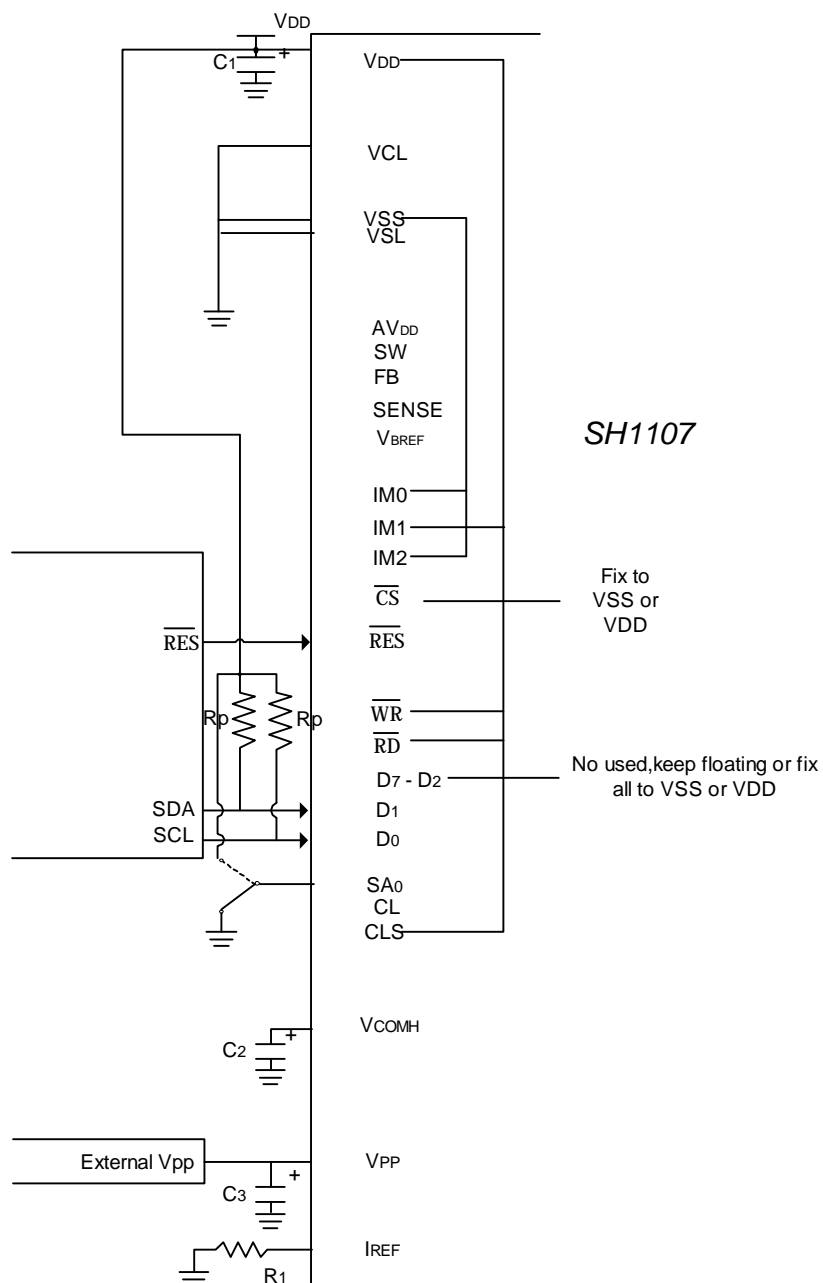 VDD
C1 +
VDD
VCL
VSS
VSL
AVDD
SW
FB
SENSE
VBREF
SH1107
IM0
IM1
IM2
CS
Fix to
VSS or
VDD
RES
RES
Rp
Rp
WR
RD
D7 - D2
No used,keep floating or fix
all to VSS or VDD
SDA
D1
SCL
D0
SA0
CL
CLS
VCOMH
C2 +
External Vpp
VPP
C3 +
IREF
R1